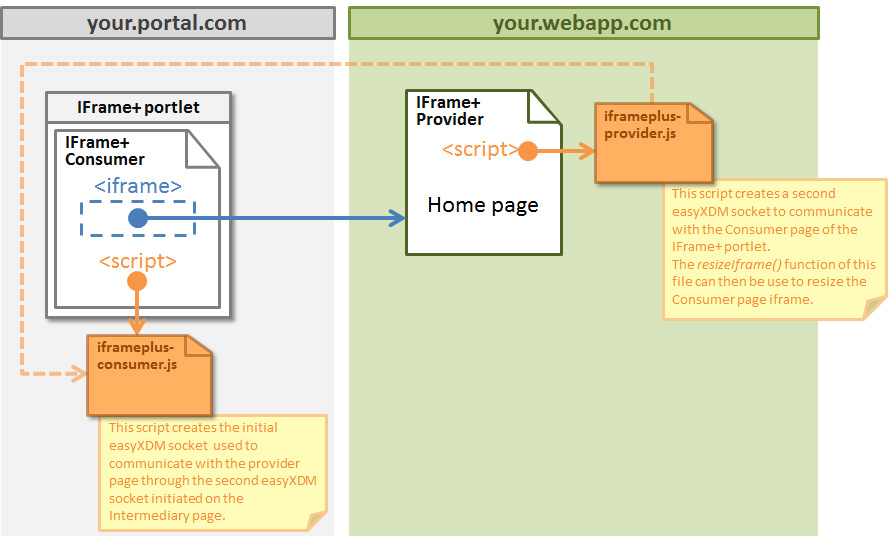 your.portal.com
your.webapp.com
IFrame+ portlet
IFrame+
Consumer
<iframe>
<script>
iframeplus-
consumer.js
This script creates the initial
easyXDM socket used to
communicate with the provider
page through the second easyXDM
socket initiated on the
Intermediary page.
IFrame+
Provider
<script>
Home page
iframeplus-
provider.js
This script creates a second
easyXDM socket to communicate
with the Consumer page of the
IFrame+ portlet.
The resizeIframe() function of this
file can then be use to resize the
Consumer page iframe.